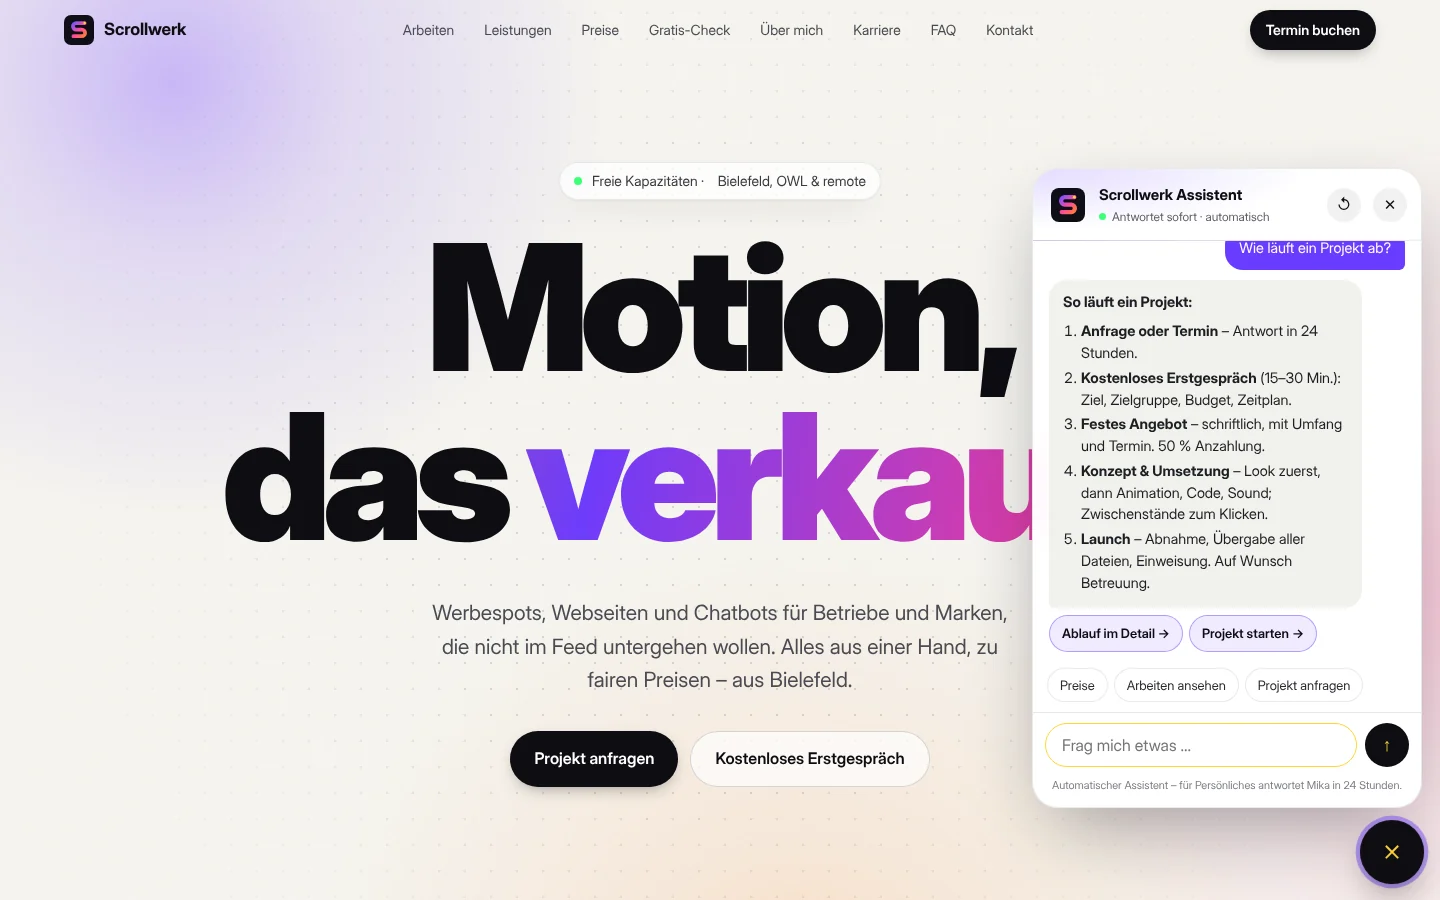 Scrollwerk
Arbeiten Leistungen Preise Gratis-Check Über mich Karriere FAQ Kontakt
Termin buchen
Freie Kapazitäten · Bielefeld, OWL & remote
Motion,
das verkau
Werbespots, Webseiten und Chatbots für Betriebe und Marken,
die nicht im Feed untergehen wollen. Alles aus einer Hand, zu
fairen Preisen – aus Bielefeld.
Projekt anfragen
Kostenloses Erstgespräch
Scrollwerk Assistent
Antwortet sofort · automatisch
Wie läuft ein Projekt ab?
So läuft ein Projekt:
1. Anfrage oder Termin – Antwort in 24
Stunden.
2. Kostenloses Erstgespräch (15–30 Min.):
Ziel, Zielgruppe, Budget, Zeitplan.
3. Festes Angebot – schriftlich, mit Umfang
und Termin. 50 % Anzahlung.
4. Konzept & Umsetzung – Look zuerst,
dann Animation, Code, Sound;
Zwischenstände zum Klicken.
5. Launch – Abnahme, Übergabe aller
Dateien, Einweisung. Auf Wunsch
Betreuung.
Ablauf im Detail → Projekt starten →
Preise Arbeiten ansehen Projekt anfragen
Frag mich etwas ...
Automatischer Assistent – für Persönliches antwortet Mika in 24 Stunden.